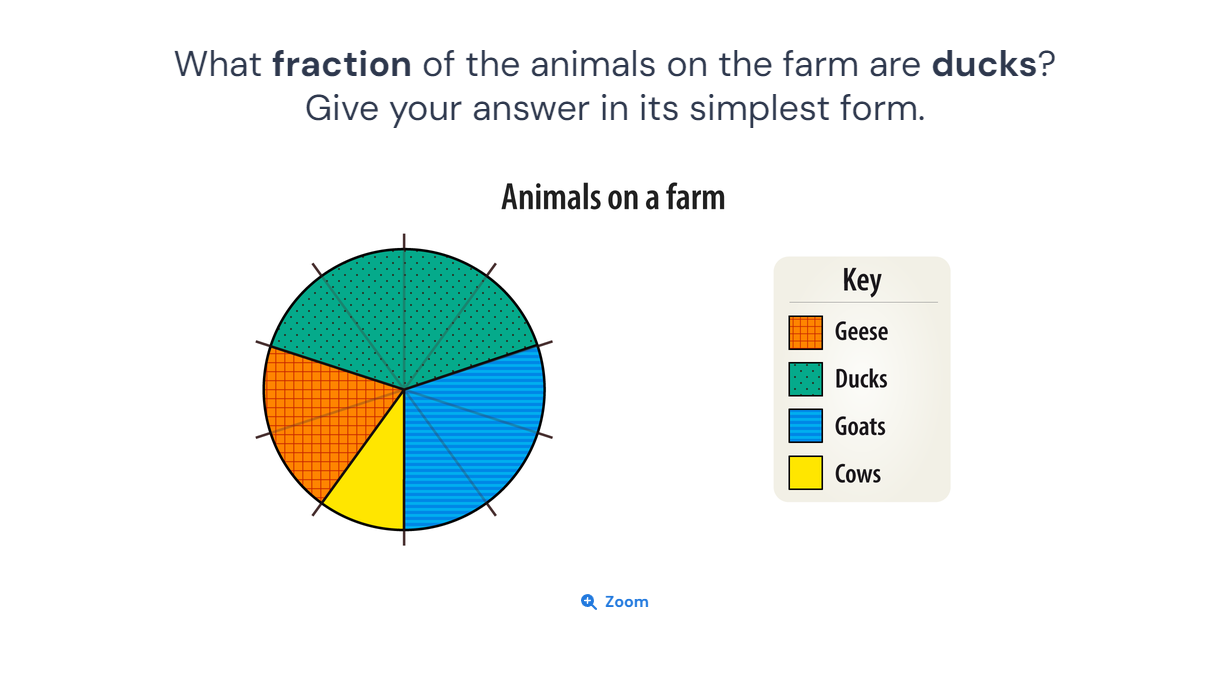 What fraction of the animals on the farm are ducks?
Give your answer in its simplest form.
Animals on a farm
Key
Geese
Ducks
Goats
Cows
Zoom